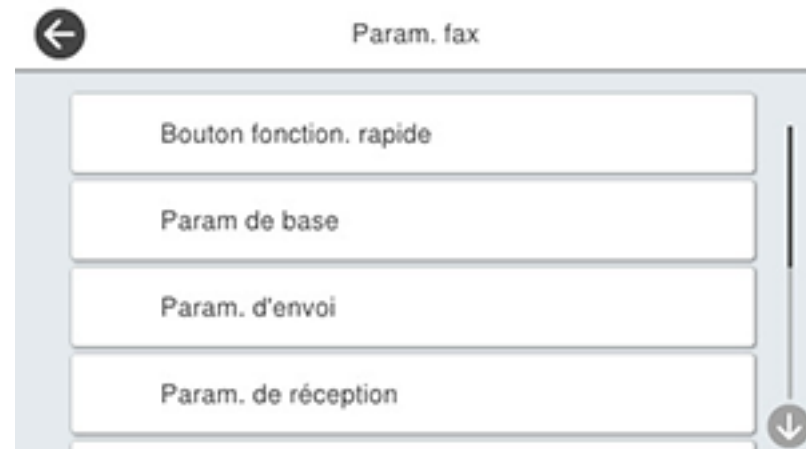 Param. fax
Bouton fonction. rapide
Param de base
Param. d'envoi
Param. de réception